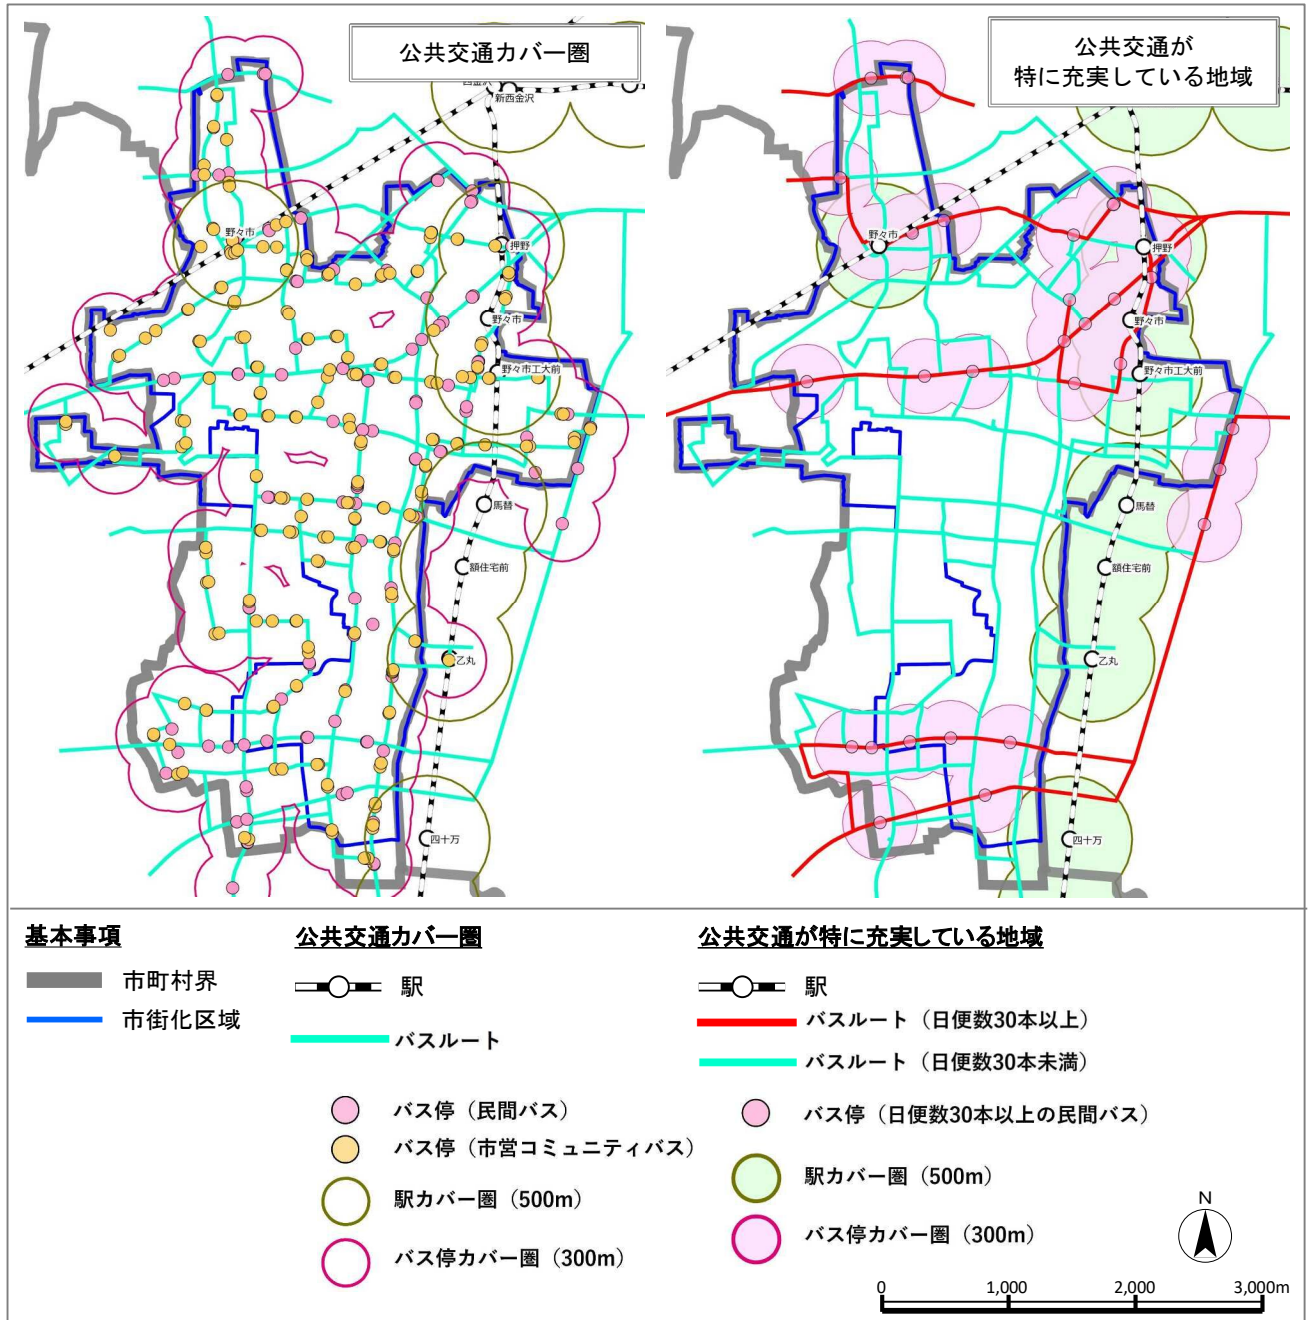 公共交通カバー圏
新西金沢
野々市
押野
野々市
野々市工大前
馬替
額住宅前
乙丸
四十万
公共交通が
特に充実している地域
野々市
押野
野々市
野々市工大前
馬替
額住宅前
乙丸
四十万
基本事項
市町村界
市街化区域
公共交通カバー圏
駅
バスルート
バス停（民間バス）
バス停（市営コミュニティバス）
駅カバー圏（500m）
バス停カバー圏（300m）
公共交通が特に充実している地域
駅
バスルート（日便数30本以上）
バスルート（日便数30本未満）
バス停（日便数30本以上の民間バス）
駅カバー圏（500m）
バス停カバー圏（300m）
N
0 1,000 2,000 3,000m